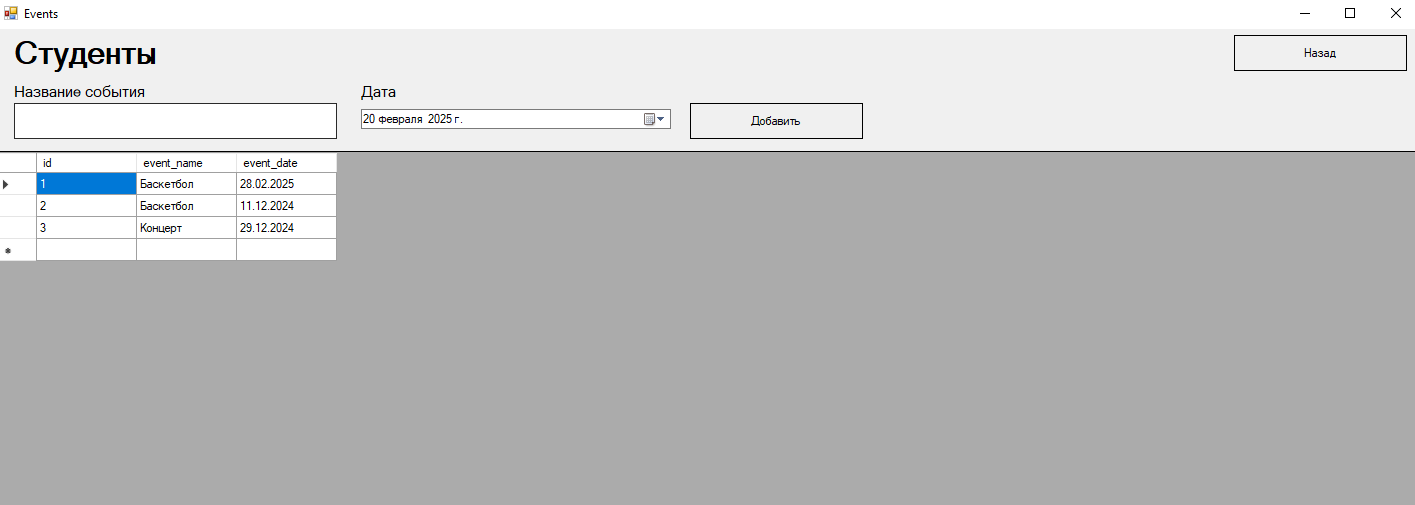 Events
Студенты
Назад
Название события
Дата
20 февраля 2025 г.
Добавить
id event_name event_date
1 Баскетбол 28.02.2025
2 Баскетбол 11.12.2024
3 Концерт 29.12.2024